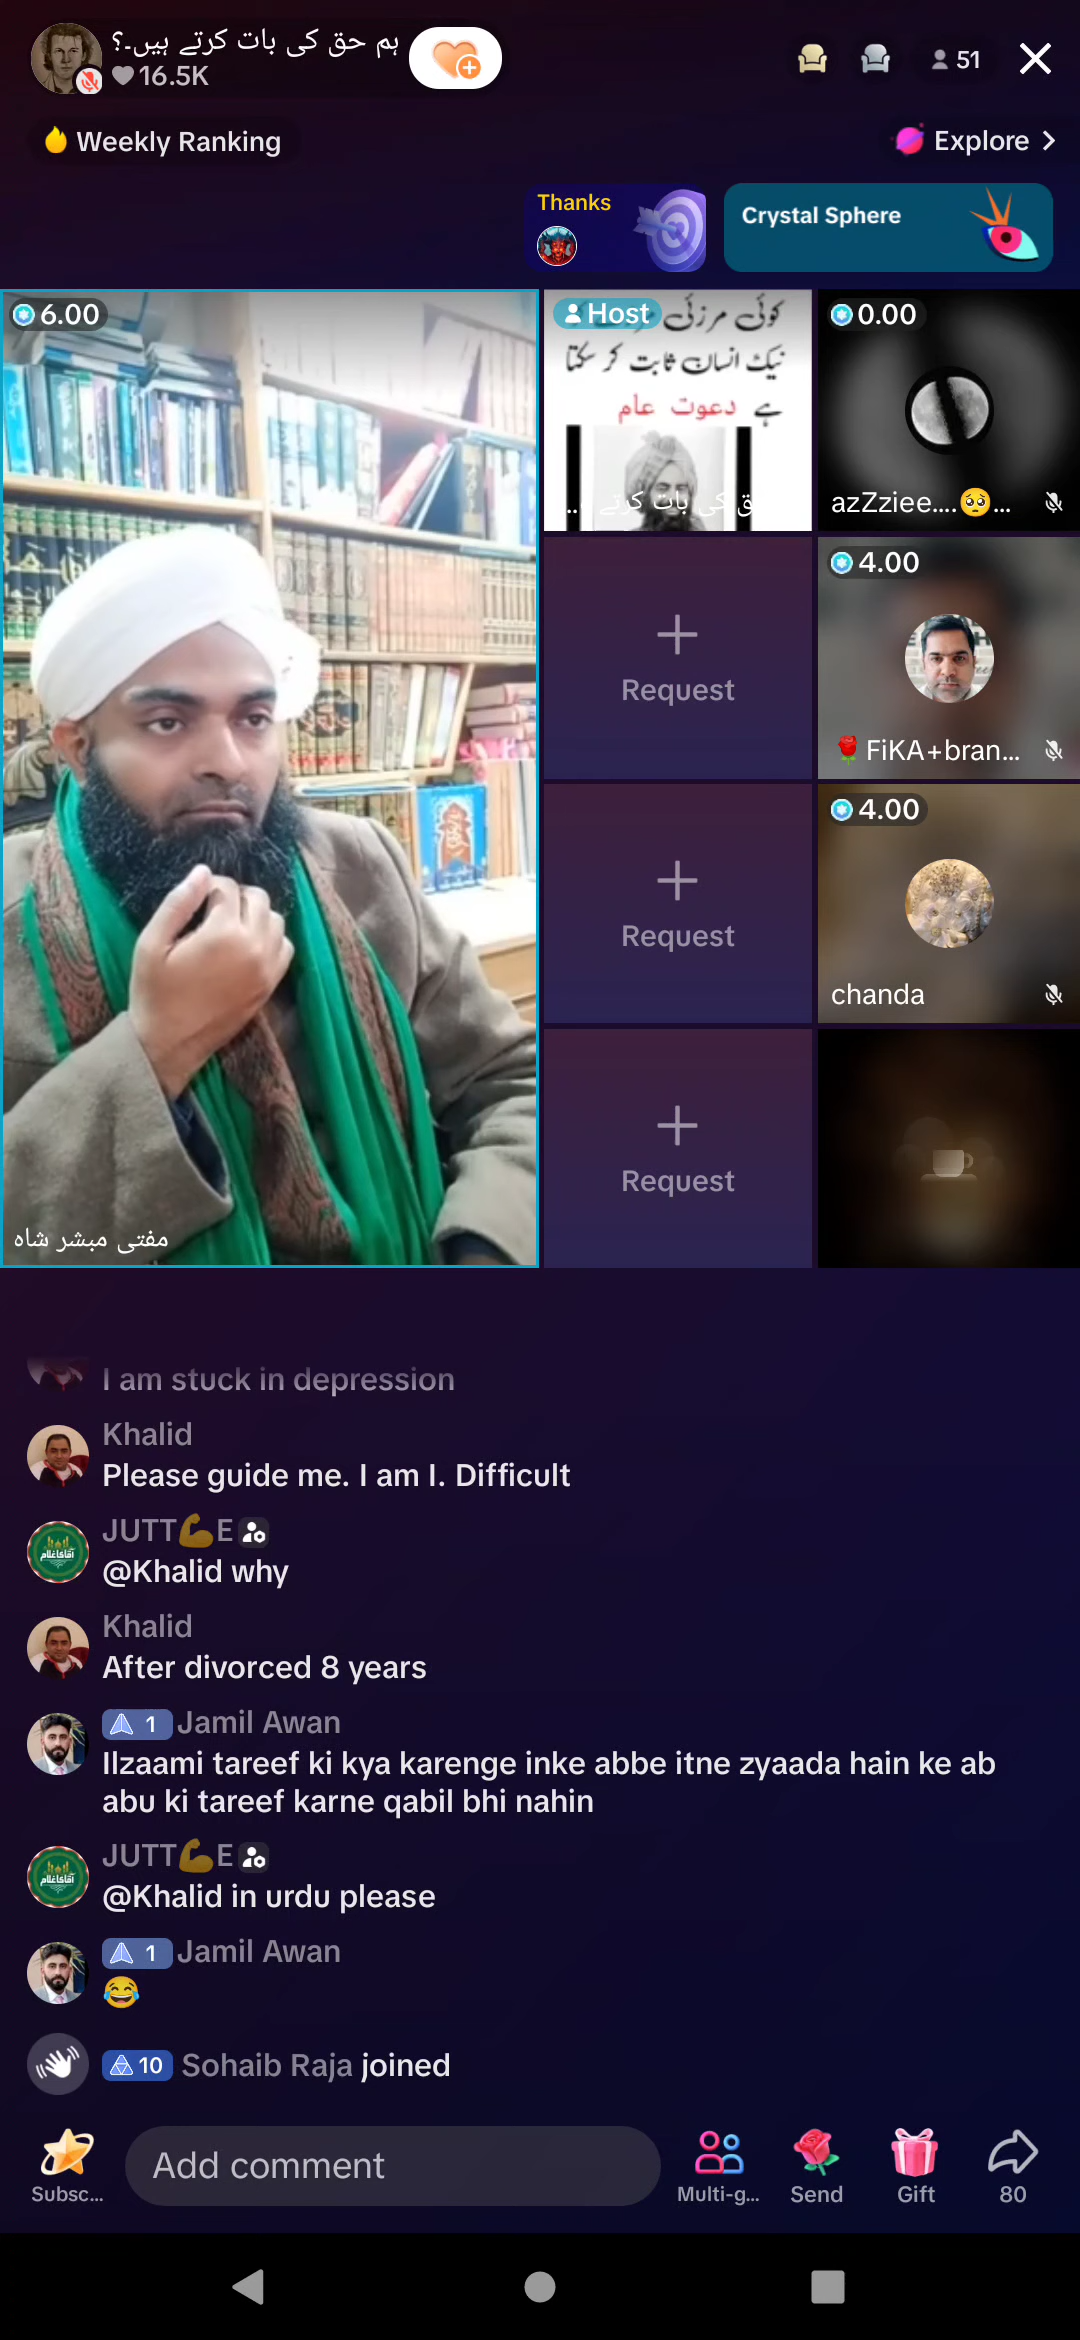 ہم حق کی بات کرتے ہیں۔؟
16.5K
51
Weekly Ranking
Explore
Thanks
Crystal Sphere
6.00
Host
کوئی مرزئی
نیک انسان ثابت کر سکتا
ہے دعوت عام
ق کی بات کرتے ...
0.00
azZziee....🥺...
Request
4.00
🌹FiKA+bran...
Request
4.00
chanda
Request
مفتی مبشر شاہ
I am stuck in depression
Khalid
Please guide me. I am I. Difficult
JUTT💪E
@Khalid why
Khalid
After divorced 8 years
1 Jamil Awan
Ilzaami tareef ki kya karenge inke abbe itne zyaada hain ke ab
abu ki tareef karne qabil bhi nahin
JUTT💪E
@Khalid in urdu please
1 Jamil Awan
😂
10 Sohaib Raja joined
Add comment
Subsc...
Multi-g...
Send
Gift
80